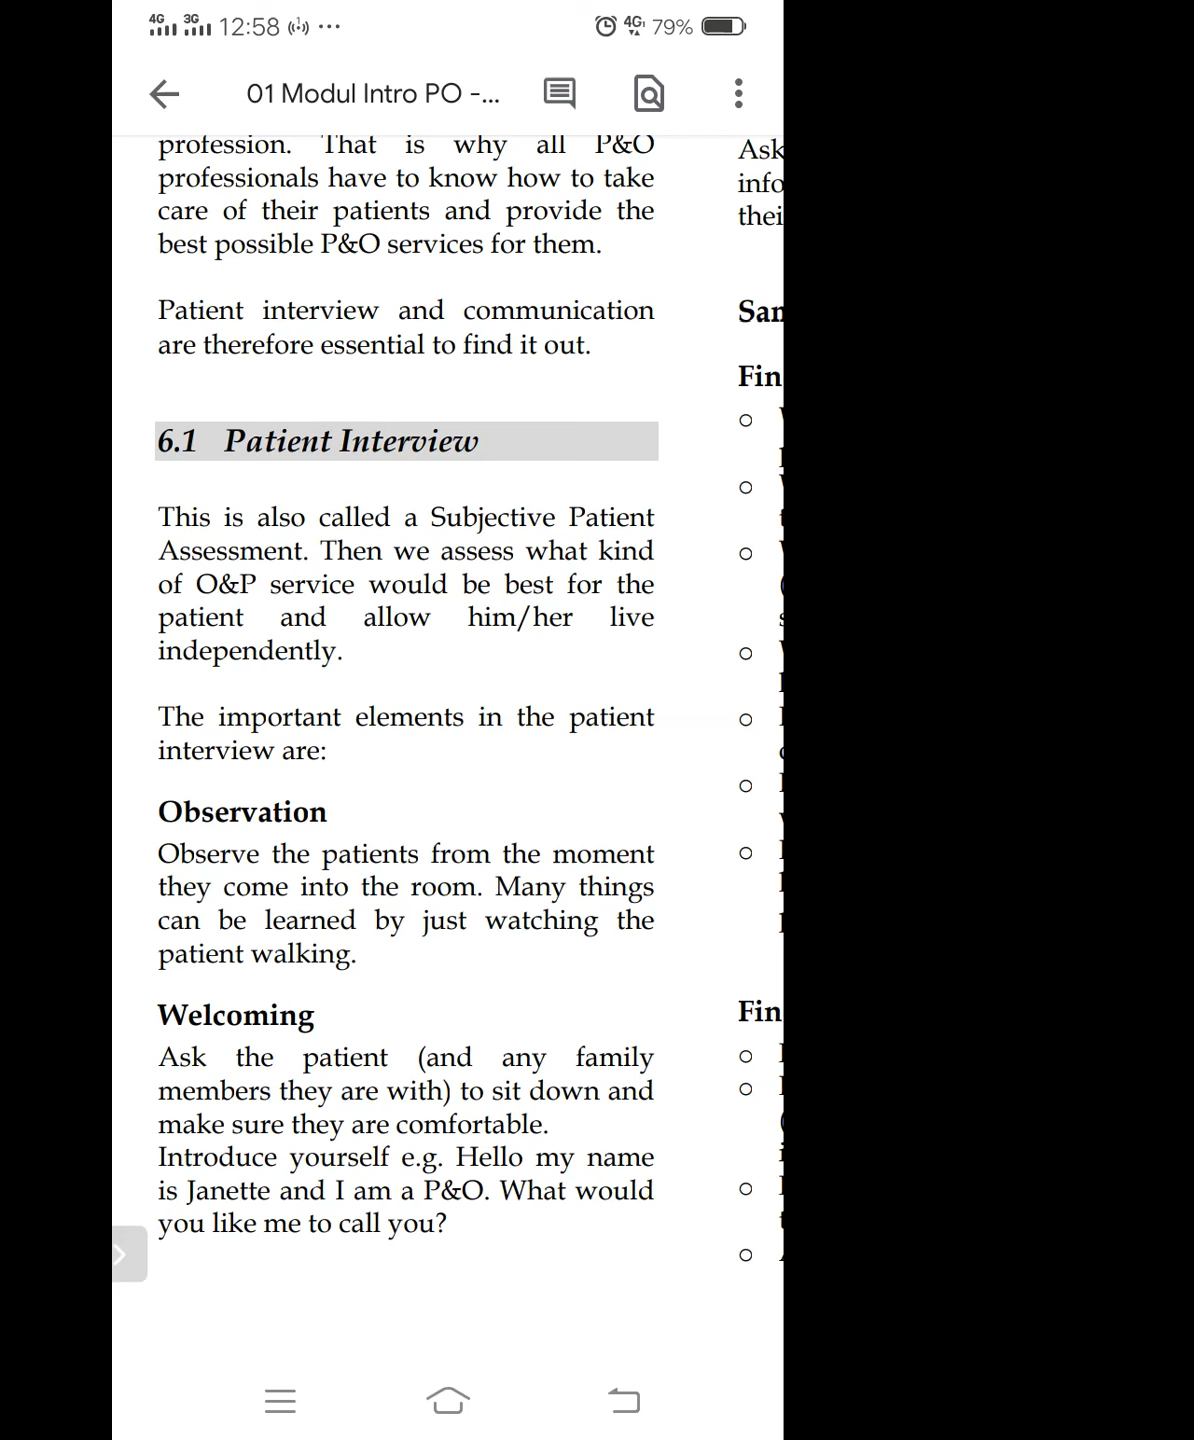 4G 3G 12:58 ... 4G 79%
01 Modul Intro PO -...
profession. That is why all P&O
professionals have to know how to take
care of their patients and provide the
best possible P&O services for them.
Patient interview and communication
are therefore essential to find it out.
6.1 Patient Interview
This is also called a Subjective Patient
Assessment. Then we assess what kind
of O&P service would be best for the
patient and allow him/her live
independently.
The important elements in the patient
interview are:
Observation
Observe the patients from the moment
they come into the room. Many things
can be learned by just watching the
patient walking.
Welcoming
Ask the patient (and any family
members they are with) to sit down and
make sure they are comfortable.
Introduce yourself e.g. Hello my name
is Janette and I am a P&O. What would
you like me to call you?
Ask
info
thei
Sam
Fin
Fin